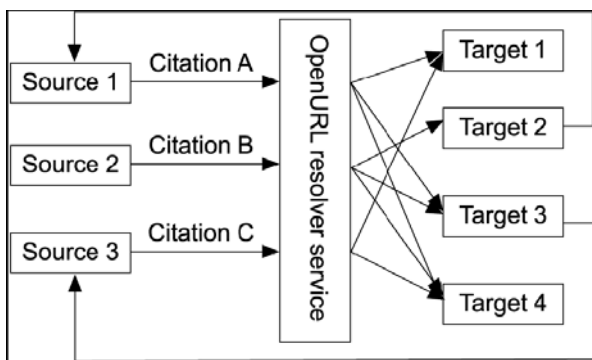 Source 1
Citation A
Source 2
Citation B
Source 3
Citation C
OpenURL resolver service
Target 1
Target 2
Target 3
Target 4